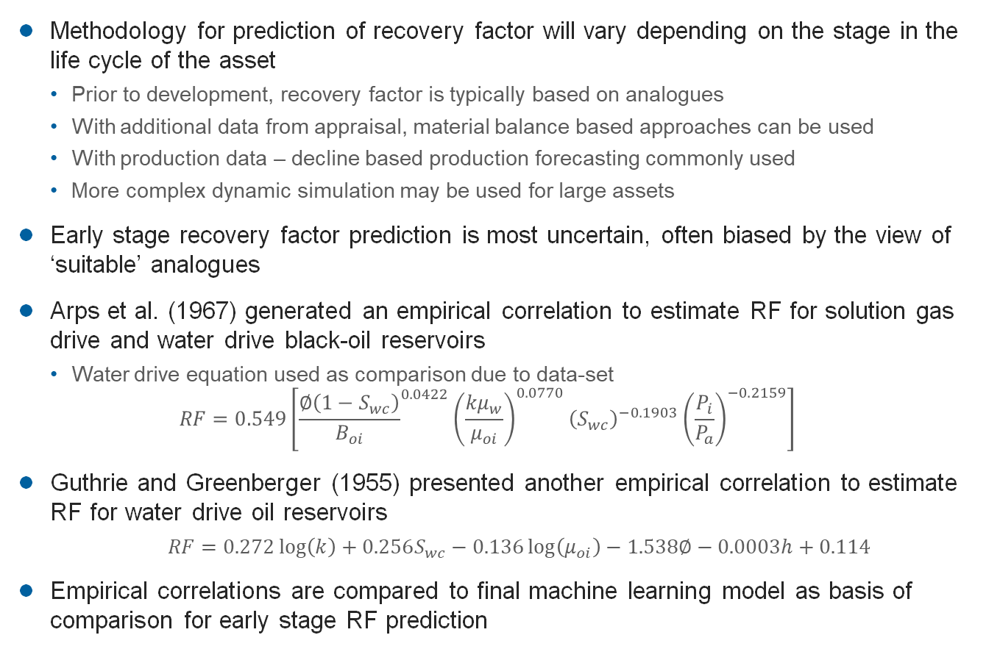 ● Methodology for prediction of recovery factor will vary depending on the stage in the
life cycle of the asset
• Prior to development, recovery factor is typically based on analogues
• With additional data from appraisal, material balance based approaches can be used
• With production data – decline based production forecasting commonly used
• More complex dynamic simulation may be used for large assets
● Early stage recovery factor prediction is most uncertain, often biased by the view of
‘suitable’ analogues
● Arps et al. (1967) generated an empirical correlation to estimate RF for solution gas
drive and water drive black-oil reservoirs
• Water drive equation used as comparison due to data-set
$RF = 0.549 \left[ \frac{\emptyset(1 - S_{wc})}{B_{oi}}^{0.0422} \left( \frac{k\mu_w}{\mu_{oi}} \right)^{0.0770} (S_{wc})^{-0.1903} \left( \frac{P_i}{P_a} \right)^{-0.2159} \right]$
● Guthrie and Greenberger (1955) presented another empirical correlation to estimate
RF for water drive oil reservoirs
$RF = 0.272 \log(k) + 0.256S_{wc} - 0.136 \log(\mu_{oi}) - 1.538\emptyset - 0.0003h + 0.114$
● Empirical correlations are compared to final machine learning model as basis of
comparison for early stage RF prediction